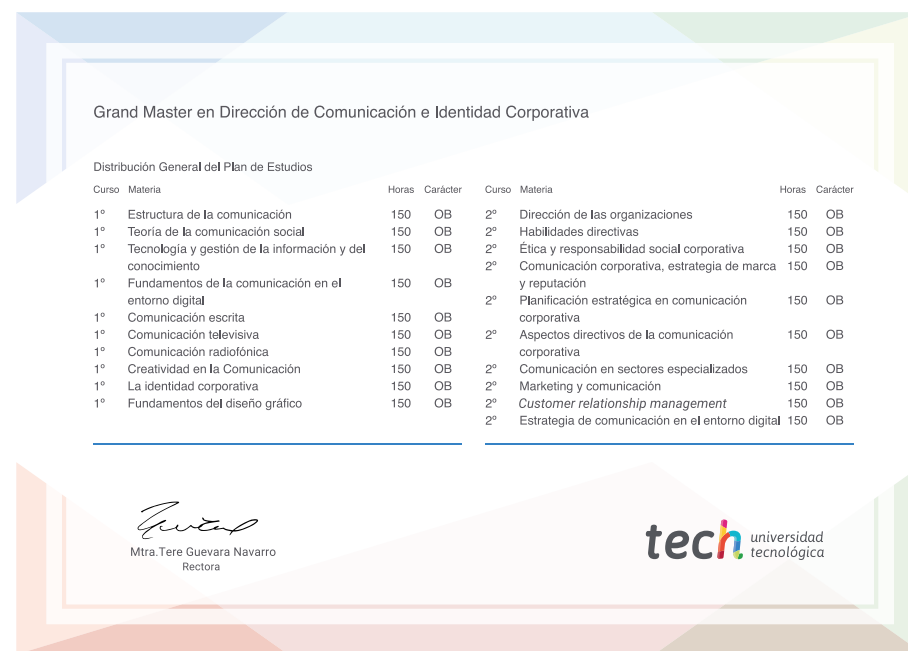 Grand Master en Dirección de Comunicación e Identidad Corporativa
Distribución General del Plan de Estudios
Curso Materia Horas Carácter
1º Estructura de la comunicación 150 OB
1º Teoría de la comunicación social 150 OB
1º Tecnología y gestión de la información y del 150 OB
conocimiento
1º Fundamentos de la comunicación en el 150 OB
entorno digital
1º Comunicación escrita 150 OB
1º Comunicación televisiva 150 OB
1º Comunicación radiofónica 150 OB
1º Creatividad en la Comunicación 150 OB
1º La identidad corporativa 150 OB
1º Fundamentos del diseño gráfico 150 OB
Curso Materia Horas Carácter
2º Dirección de las organizaciones 150 OB
2º Habilidades directivas 150 OB
2º Ética y responsabilidad social corporativa 150 OB
2º Comunicación corporativa, estrategia de marca 150 OB
y reputación
2º Planificación estratégica en comunicación 150 OB
corporativa
2º Aspectos directivos de la comunicación 150 OB
corporativa
2º Comunicación en sectores especializados 150 OB
2º Marketing y comunicación 150 OB
2º Customer relationship management 150 OB
2º Estrategia de comunicación en el entorno digital 150 OB
Mtra.Tere Guevara Navarro
Rectora
tech universidad
tecnológica